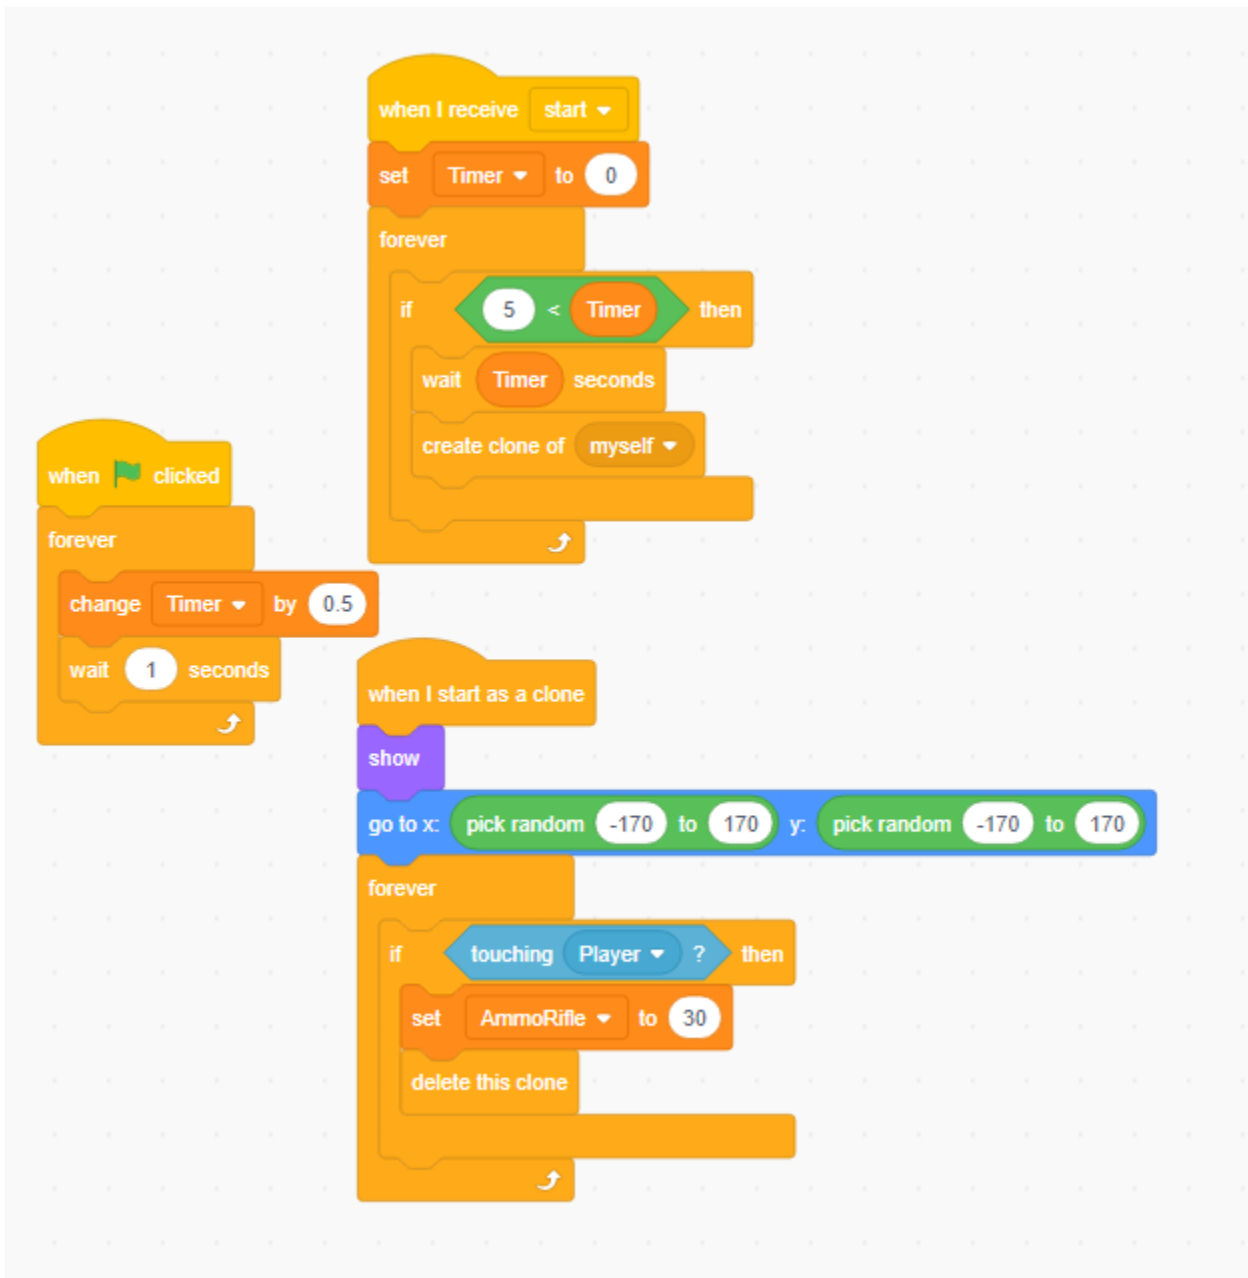 when I receive start
set Timer to 0
forever
if 5 < Timer then
wait Timer seconds
create clone of myself
when clicked
forever
change Timer by 0.5
wait 1 seconds
when I start as a clone
show
go to x: pick random -170 to 170 y: pick random -170 to 170
forever
if touching Player ? then
set AmmoRifle to 30
delete this clone